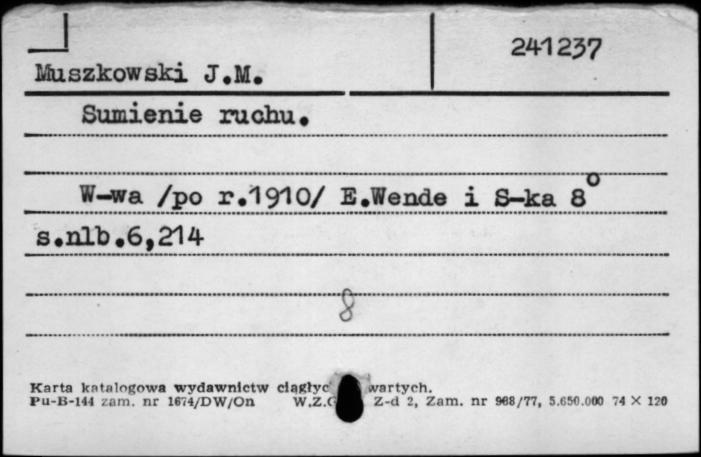 241237
Muszkowski J.M.
Sumienie ruchu.
W-wa /po r.1910/ E.Wende i S-ka 8°
s.nlb.6,214
8
Karta katalogowa wydawnictw wartych.
Pu-B-144 zam. nr 1674/DW/On W.Z. Z-d 2, Zam. nr 968/77, 5.650.000 74 × 120